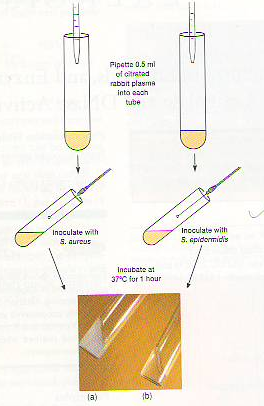 Pipette 0.5 ml
of citrated
rabbit plasma
into each
tube
Inoculate with
S. aureus
Inoculate with
S. epidermidis
Incubate at
37°C for 1 hour
(a)
(b)